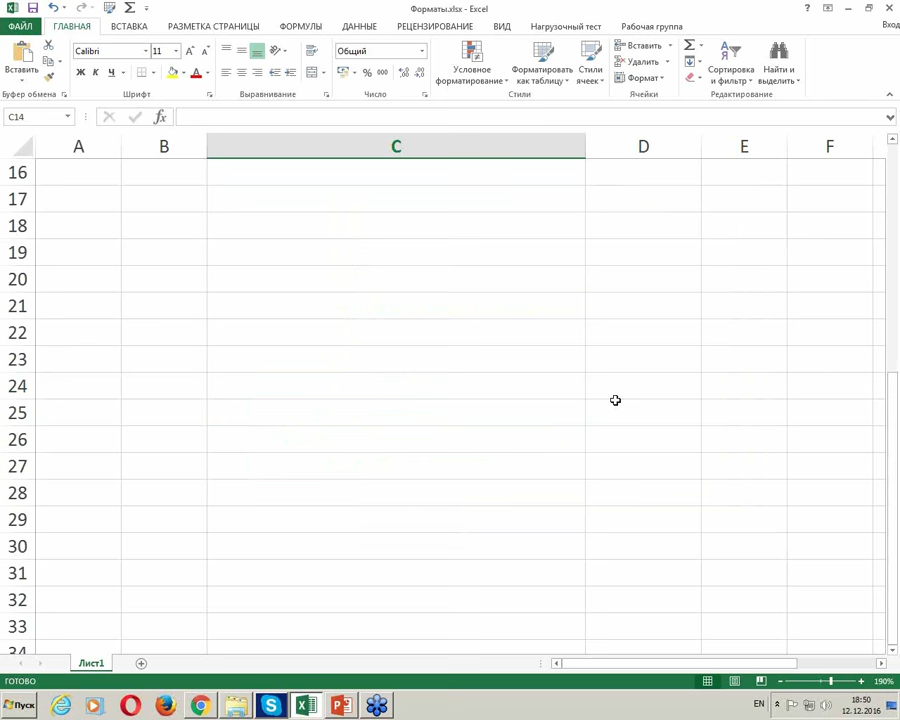 Форматы.xlsx - Excel
ФАЙЛ ГЛАВНАЯ ВСТАВКА РАЗМЕТКА СТРАНИЦЫ ФОРМУЛЫ ДАННЫЕ РЕЦЕНЗИРОВАНИЕ ВИД Нагрузочный тест Рабочая группа Вход
Вставить
Calibri 11
Ж К Ч
Общий
% 000
Условное форматирование
Форматировать как таблицу
Стили ячеек
Вставить
Удалить
Формат
Сортировка и фильтр
Найти и выделить
Буфер обмена Шрифт Выравнивание Число Стили Ячейки Редактирование
C14 fx
A B C D E F
16
17
18
19
20
21
22
23
24
25
26
27
28
29
30
31
32
33
34
Лист1
ГОТОВО 190%
Пуск EN 18:50
12.12.2016